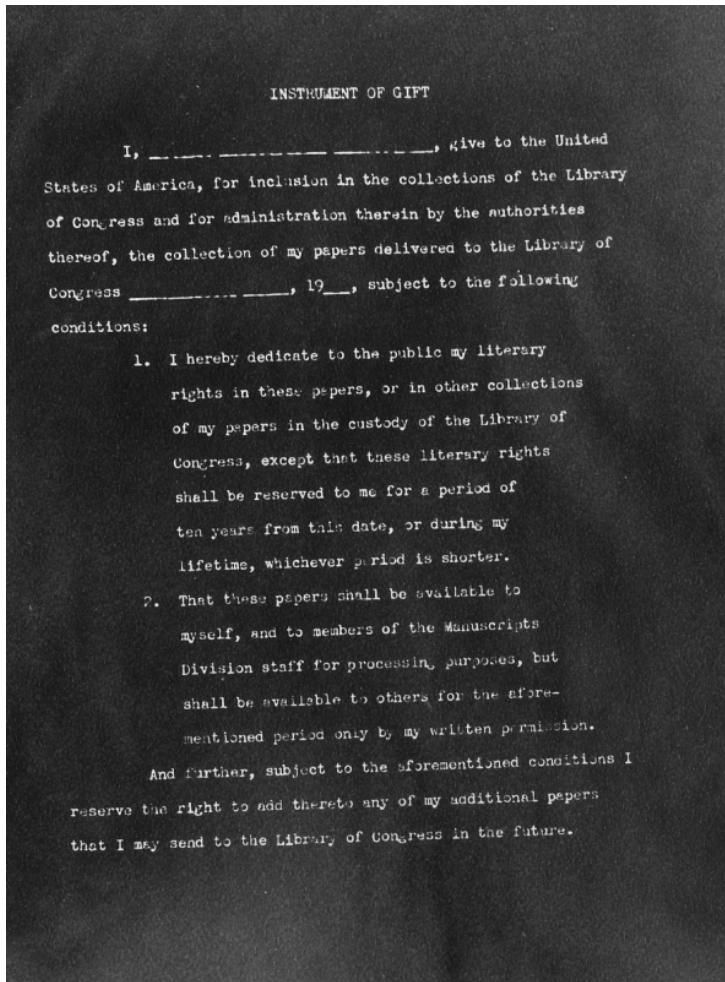 INSTRUMENT OF GIFT
I, ____________________, give to the United
States of America, for inclusion in the collections of the Library
of Congress and for administration therein by the authorities
thereof, the collection of my papers delivered to the Library of
Congress ______________, 19__, subject to the following
conditions:
1. I hereby dedicate to the public my literary
rights in these papers, or in other collections
of my papers in the custody of the Library of
Congress, except that these literary rights
shall be reserved to me for a period of
ten years from this date, or during my
lifetime, whichever period is shorter.
2. That these papers shall be available to
myself, and to members of the Manuscripts
Division staff for processing purposes, but
shall be available to others for the afore-
mentioned period only by my written permission.
And further, subject to the aforementioned conditions I
reserve the right to add thereto any of my additional papers
that I may send to the Library of Congress in the future.